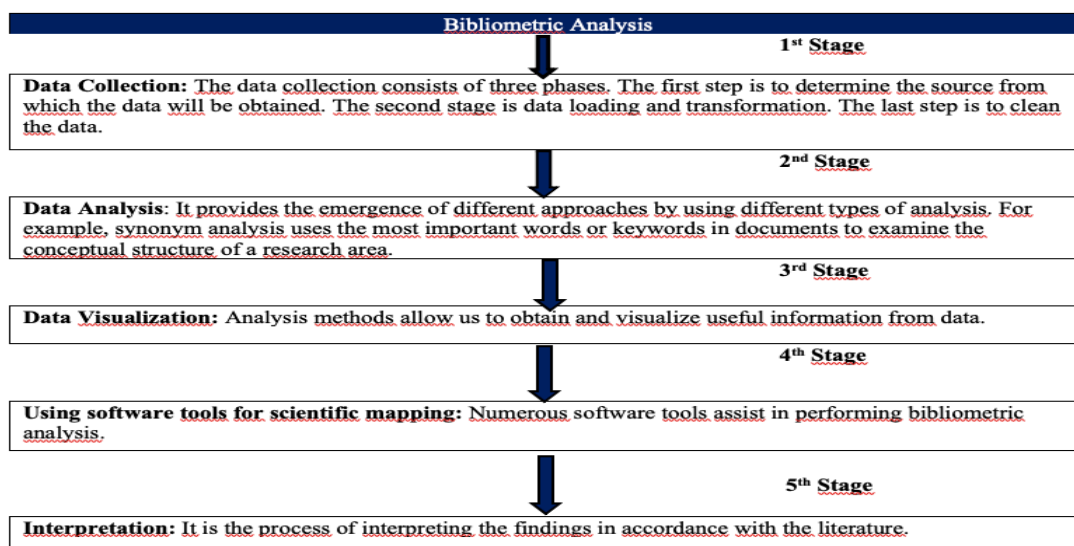 Bibliometric Analysis
1st Stage
Data Collection: The data collection consists of three phases. The first step is to determine the source from
which the data will be obtained. The second stage is data loading and transformation. The last step is to clean
the data.
2nd Stage
Data Analysis: It provides the emergence of different approaches by using different types of analysis. For
example, synonym analysis uses the most important words or keywords in documents to examine the
conceptual structure of a research area.
3rd Stage
Data Visualization: Analysis methods allow us to obtain and visualize useful information from data.
4th Stage
Using software tools for scientific mapping: Numerous software tools assist in performing bibliometric
analysis.
5th Stage
Interpretation: It is the process of interpreting the findings in accordance with the literature.